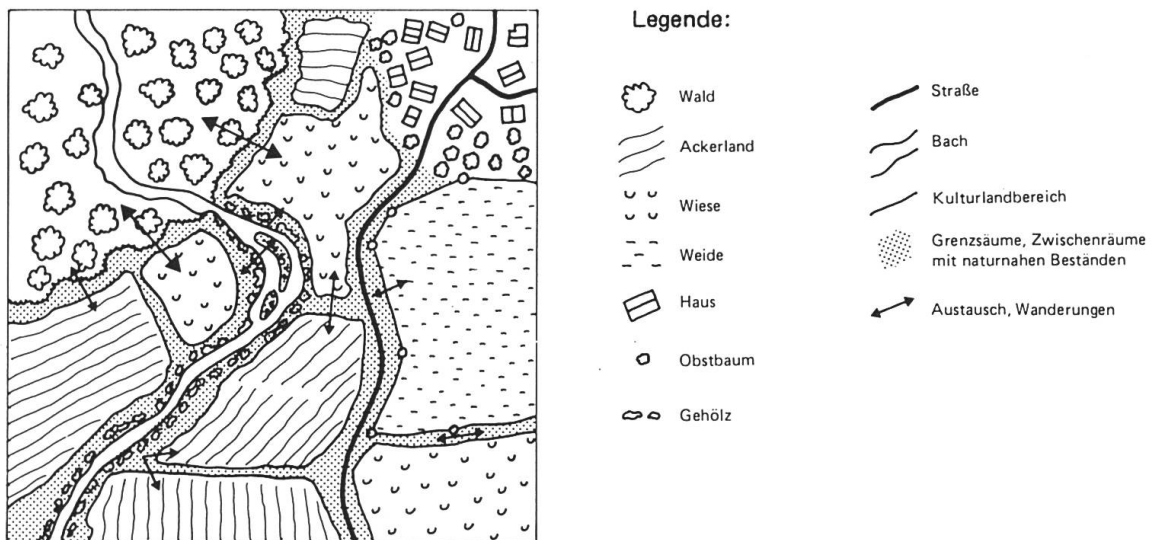 Legende:
Wald
Ackerland
Wiese
Weide
Haus
Obstbaum
Gehölz
Straße
Bach
Kulturlandbereich
Grenzsäume, Zwischenräume
mit naturnahen Beständen
Austausch, Wanderungen